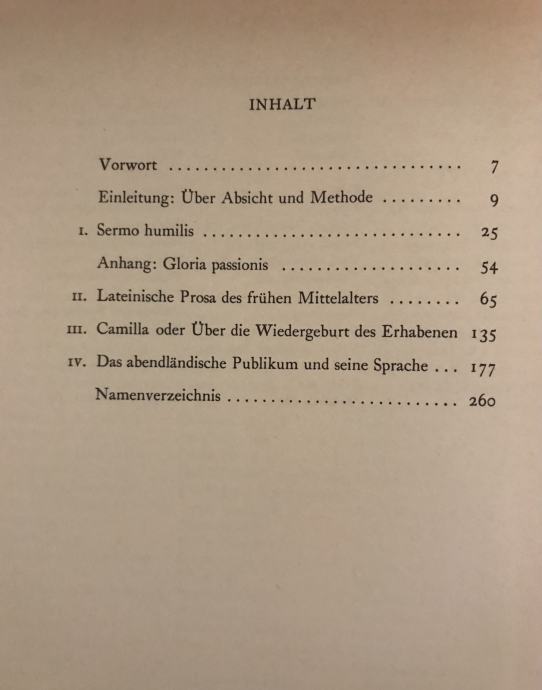 INHALT
Vorwort ................................. 7
Einleitung: Über Absicht und Methode ......... 9
I. Sermo humilis ............................. 25
Anhang: Gloria passionis ..................... 54
II. Lateinische Prosa des frühen Mittelalters ........ 65
III. Camilla oder Über die Wiedergeburt des Erhabenen 135
IV. Das abendländische Publikum und seine Sprache ... 177
Namenverzeichnis .......................... 260